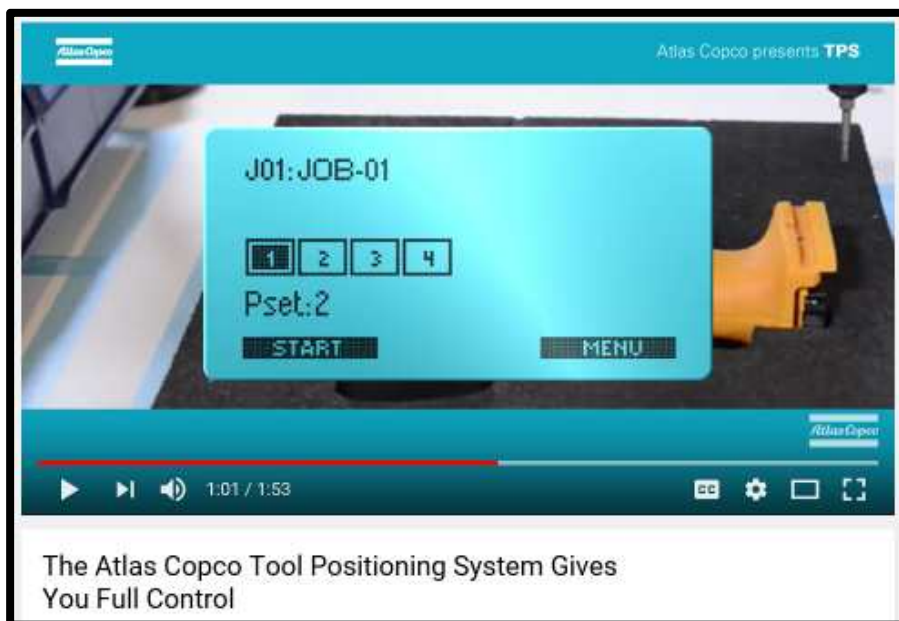 Atlas Copco
Atlas Copco presents TPS
J01:JOB-01
1 2 3 4
Pset:2
START MENU
Atlas Copco
1:01 / 1:53
CC
The Atlas Copco Tool Positioning System Gives
You Full Control